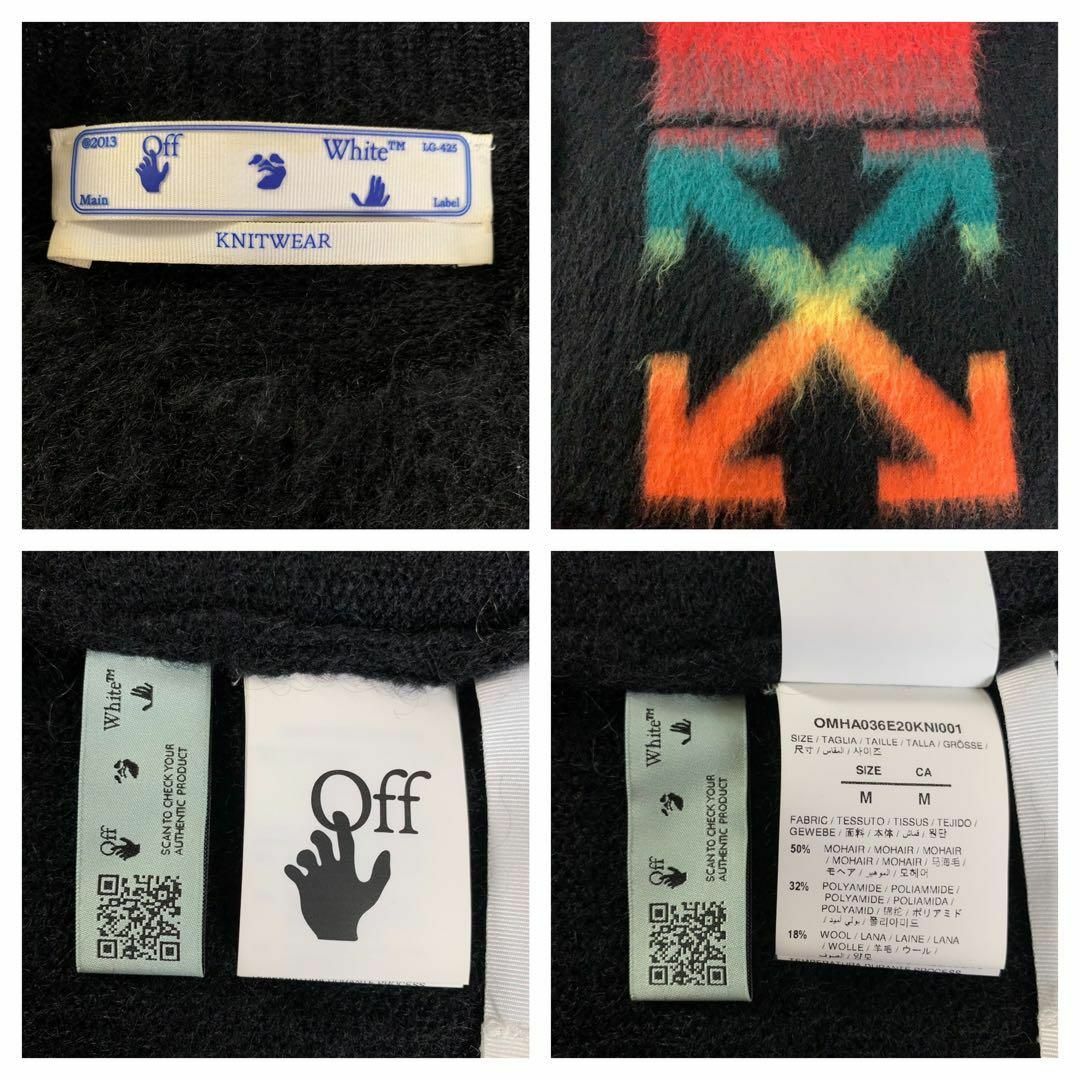 ©2013 Off White™ LG-425
Main Label
KNITWEAR
White™
Off
SCAN TO CHECK YOUR
AUTHENTIC PRODUCT
Off
White™
Off
SCAN TO CHECK YOUR
AUTHENTIC PRODUCT
OMHA036E20KNI001
SIZE / TAGLIA / TAILLE / TALLA / GRÖSSE /
尺寸 / المقاس / 사이즈
SIZE CA
M M
FABRIC / TESSUTO / TISSUS / TEJIDO /
GEWEBE / 面料 / 本体 / قماش / 원단
50% MOHAIR / MOHAIR / MOHAIR
/ MOHAIR / MOHAIR / 马海毛 /
モヘア / الموهير / 모헤어
32% POLYAMIDE / POLIAMMIDE /
POLYAMIDE / POLIAMIDA /
POLYAMID / 锦纶 / ポリアミド
/ بولي أميد / 폴리아미드
18% WOOL / LANA / LAINE / LANA
/ WOLLE / 羊毛 / ウール /
الصوف / 양모